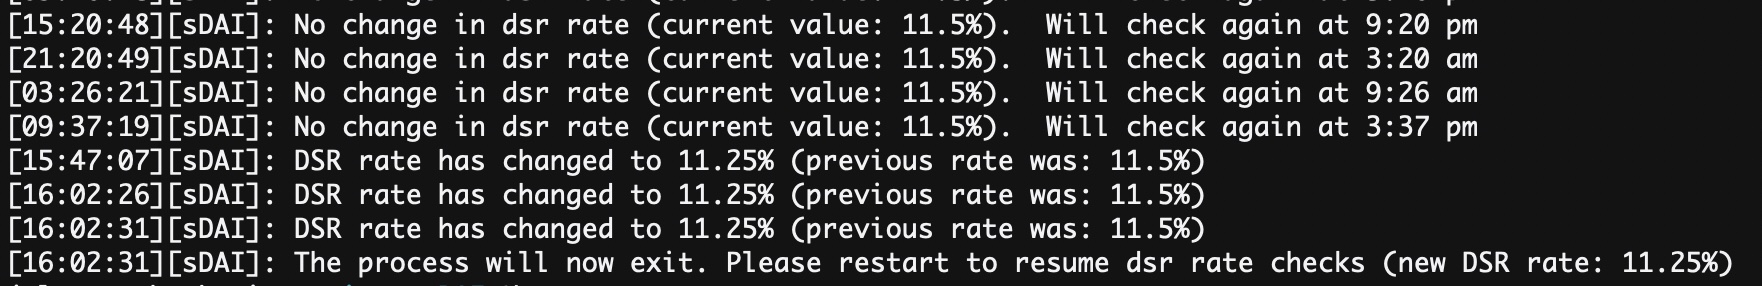 [15:20:48][sDAI]: No change in dsr rate (current value: 11.5%).  Will check again at 9:20 pm
[21:20:49][sDAI]: No change in dsr rate (current value: 11.5%).  Will check again at 3:20 am
[03:26:21][sDAI]: No change in dsr rate (current value: 11.5%).  Will check again at 9:26 am
[09:37:19][sDAI]: No change in dsr rate (current value: 11.5%).  Will check again at 3:37 pm
[15:47:07][sDAI]: DSR rate has changed to 11.25% (previous rate was: 11.5%)
[16:02:26][sDAI]: DSR rate has changed to 11.25% (previous rate was: 11.5%)
[16:02:31][sDAI]: DSR rate has changed to 11.25% (previous rate was: 11.5%)
[16:02:31][sDAI]: The process will now exit. Please restart to resume dsr rate checks (new DSR rate: 11.25%)